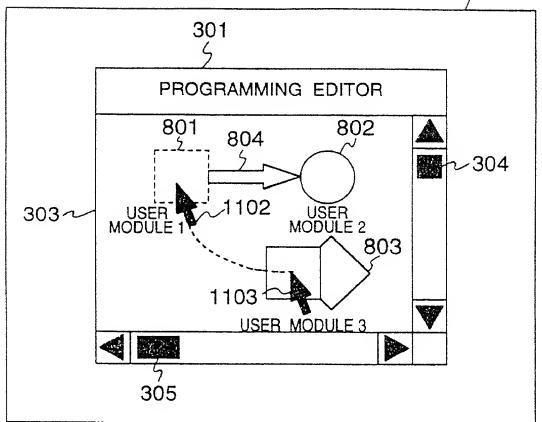 301
PROGRAMMING EDITOR
801
804
802
304
303
USER
MODULE 1
1102
USER
MODULE 2
803
1103
USER MODULE 3
305